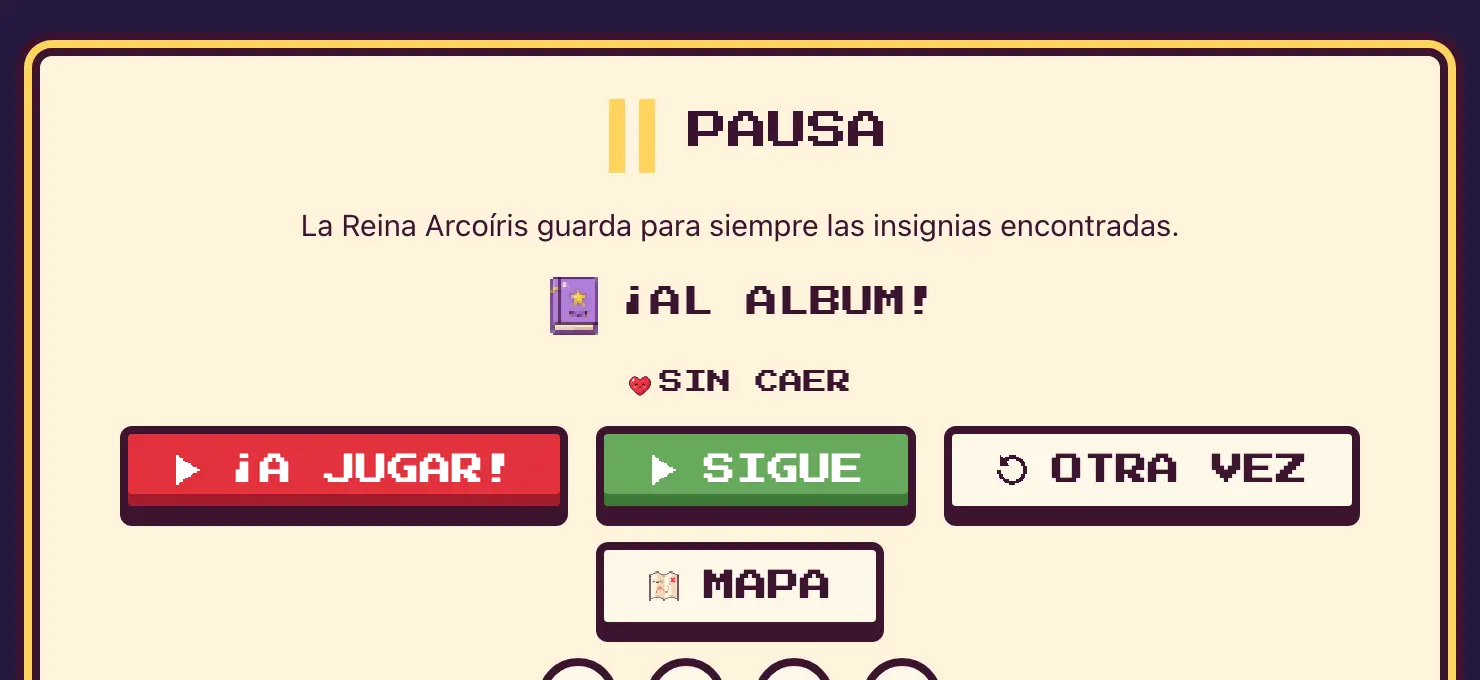 PAUSA
La Reina Arcoíris guarda para siempre las insignias encontradas.
¡AL ALBUM!
SIN CAER
¡A JUGAR!
SIGUE
OTRA VEZ
MAPA